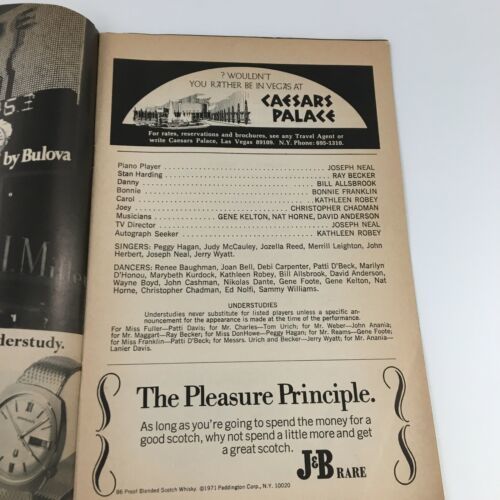 by Bulova
derstudy.
? WOULDN'T
YOU RATHER BE IN VEGAS AT
CAESARS
PALACE
For rates, reservations and brochures, see any Travel Agent or
write Caesars Palace, Las Vegas 89109. N.Y. Phone: 695-1310.
Piano Player JOSEPH NEAL
Stan Harding RAY BECKER
Danny BILL ALLSBROOK
Bonnie BONNIE FRANKLIN
Carol KATHLEEN ROBEY
Joey CHRISTOPHER CHADMAN
Musicians GENE KELTON, NAT HORNE, DAVID ANDERSON
TV Director JOSEPH NEAL
Autograph Seeker KATHLEEN ROBEY
SINGERS: Peggy Hagan, Judy McCauley, Jozella Reed, Merrill Leighton, John
Herbert, Joseph Neal, Jerry Wyatt.
DANCERS: Renee Baughman, Joan Bell, Debi Carpenter, Patti D'Beck, Marilyn
D'Honou, Marybeth Kurdock, Kathleen Robey, Bill Allsbrook, David Anderson,
Wayne Boyd, John Cashman, Nikolas Dante, Gene Foote, Gene Kelton, Nat
Horne, Christopher Chadman, Ed Nolfi, Sammy Williams.
UNDERSTUDIES
Understudies never substitute for listed players unless a specific an-
nouncement for the appearance is made at the time of the performance.
For Miss Fuller—Patti Davis; for Mr. Charles—Tom Urich; for Mr. Weber—John Anania;
for Mr. Maggart—Ray Becker; for Miss DonHowe—Peggy Hagan; for Mr. Reams—Gene Foote;
for Miss Franklin—Patti D'Beck; for Messrs. Urich and Becker—Jerry Wyatt; for Mr. Anania—
Lanier Davis.
The Pleasure Principle.
As long as you're going to spend the money for a
good scotch, why not spend a little more and get
a great scotch.
J&B RARE
86 Proof Blended Scotch Whisky. ©1971 Paddington Corp., N.Y. 10020